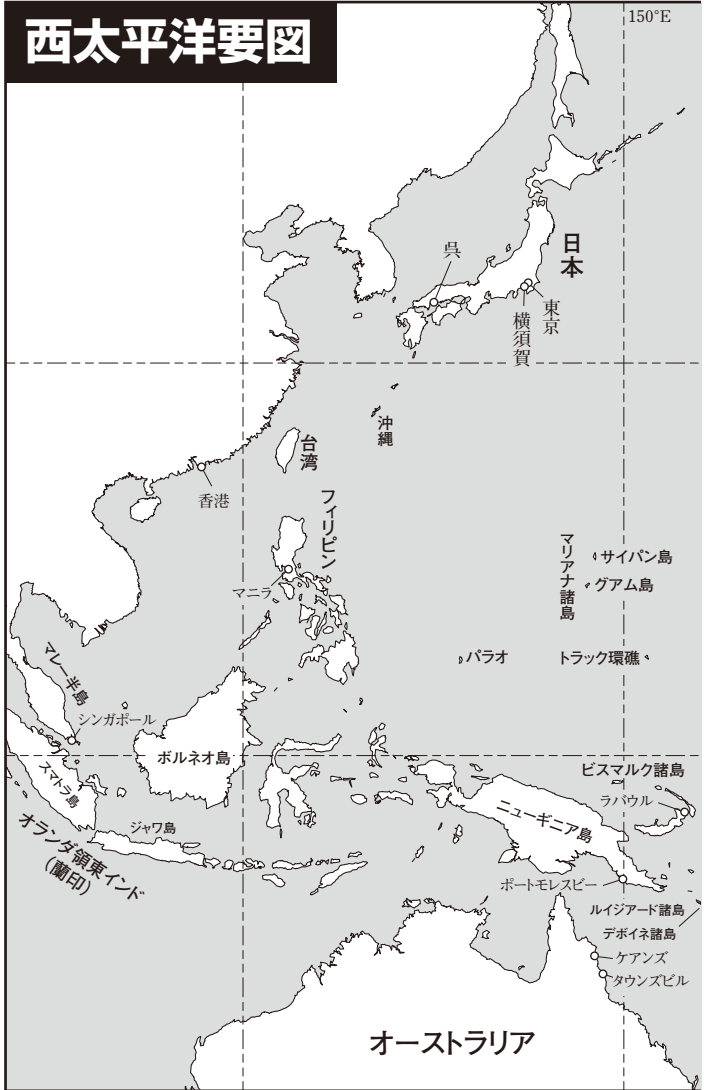 西太平洋要図
150°E
日本
呉
東京
横須賀
沖縄
台湾
香港
フィリピン
マニラ
マリアナ諸島
サイパン島
グアム島
パラオ
トラック環礁
マレー半島
シンガポール
ボルネオ島
スマトラ島
ビスマルク諸島
ラバウル
ニューギニア島
ジャワ島
オランダ領東インド
(蘭印)
ポートモレスビー
ルイジアード諸島
デボイネ諸島
ケアンズ
タウンズビル
オーストラリア